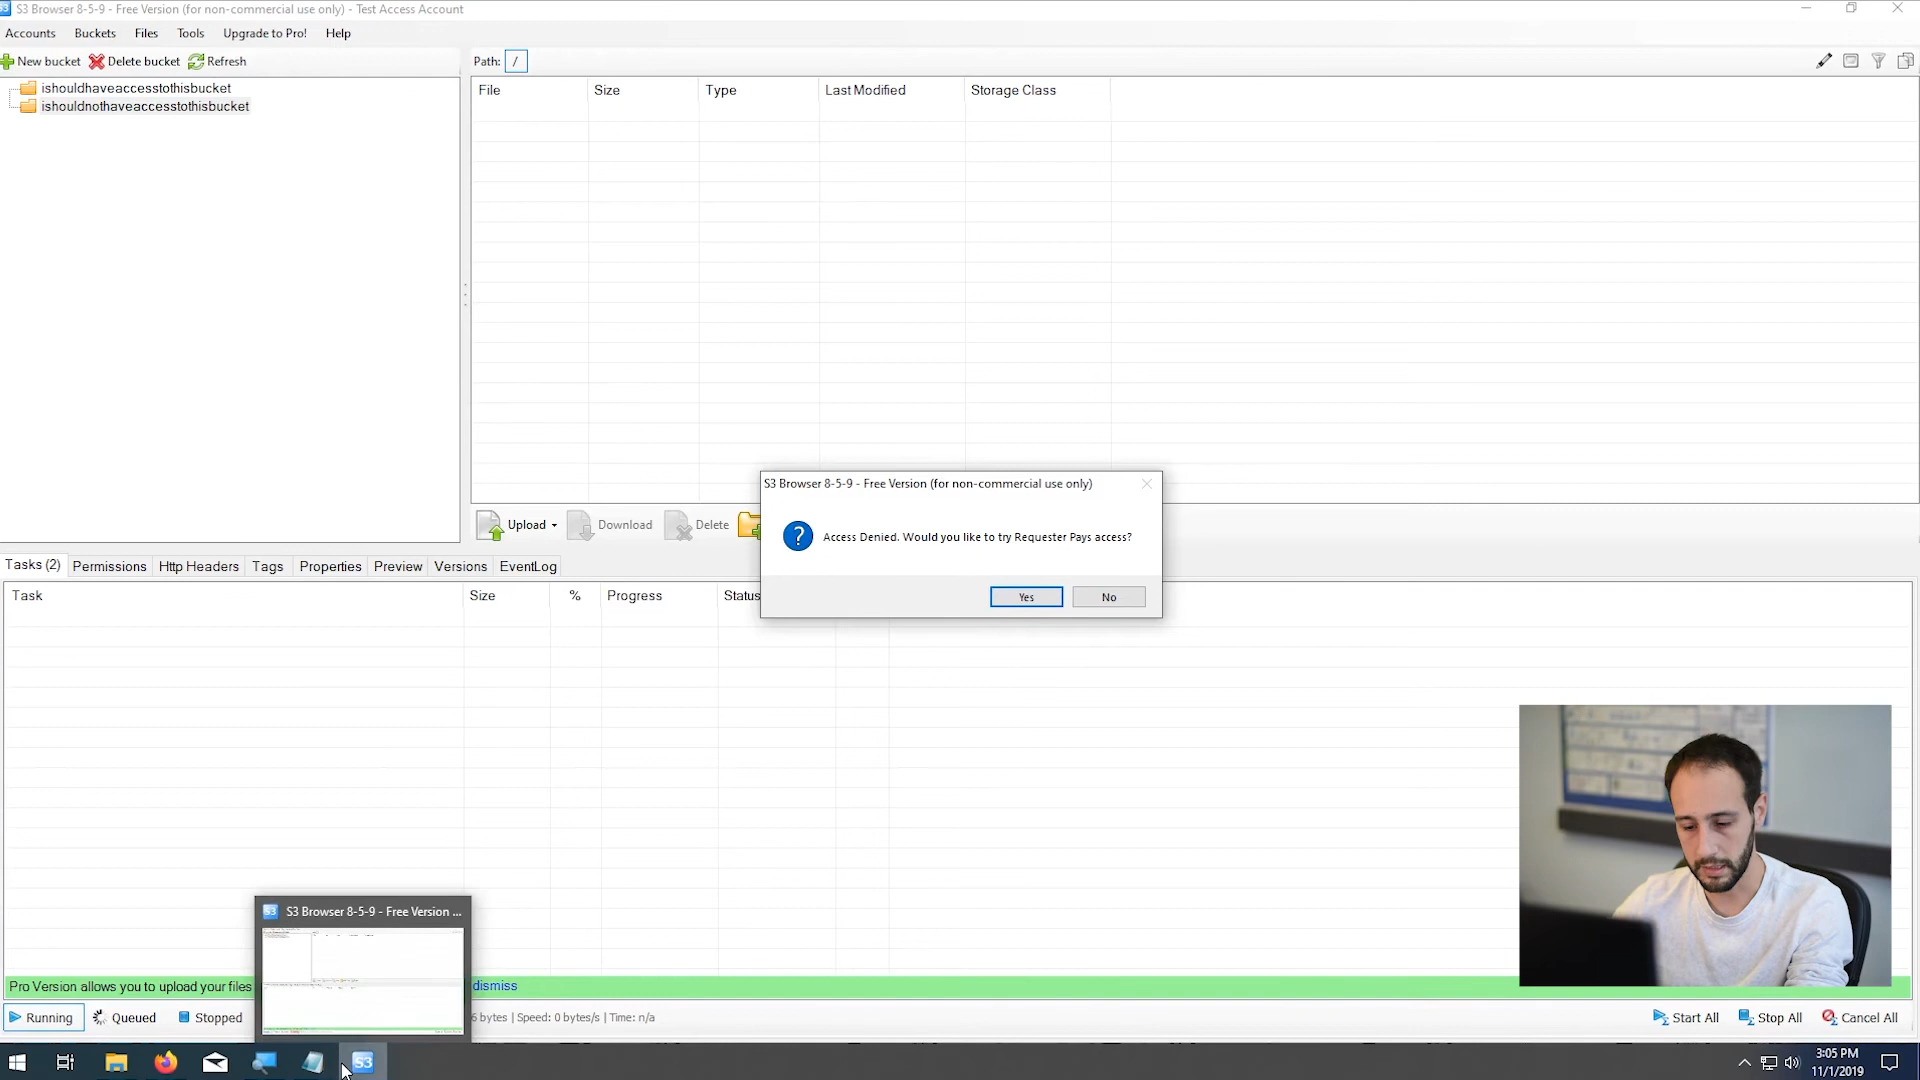 S3 Browser 8-5-9 - Free Version (for non-commercial use only) - Test Access Account
Accounts Buckets Files Tools Upgrade to Pro! Help
New bucket Delete bucket Refresh
Path: /
ishouldhaveaccesstothisbucket
ishouldnothaveaccesstothisbucket
File Size Type Last Modified Storage Class
S3 Browser 8-5-9 - Free Version (for non-commercial use only)
Access Denied. Would you like to try Requester Pays access?
Yes No
Upload Download Delete
Tasks (2) Permissions Http Headers Tags Properties Preview Versions EventLog
Task Size % Progress Status
S3 Browser 8-5-9 - Free Version ...
Pro Version allows you to upload your files
dismiss
Running Queued Stopped
6 bytes | Speed: 0 bytes/s | Time: n/a
Start All Stop All Cancel All
S3
3:05 PM
11/1/2019